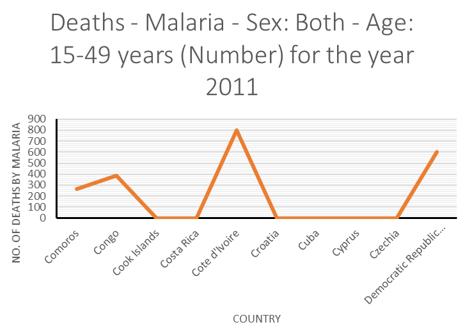 Deaths - Malaria - Sex: Both - Age:
15-49 years (Number) for the year
2011
900
800
700
600
500
400
300
200
100
0
NO. OF DEATHS BY MALARIA
Comoros
Congo
Cook Islands
Costa Rica
Cote d'Ivoire
Croatia
Cuba
Cyprus
Czechia
Democratic Republic...
COUNTRY